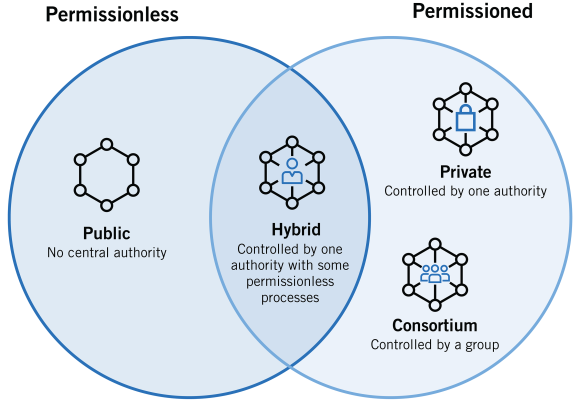 Permissionless
Permissioned
Public
No central authority
Hybrid
Controlled by one
authority with some
permissionless
processes
Private
Controlled by one authority
Consortium
Controlled by a group